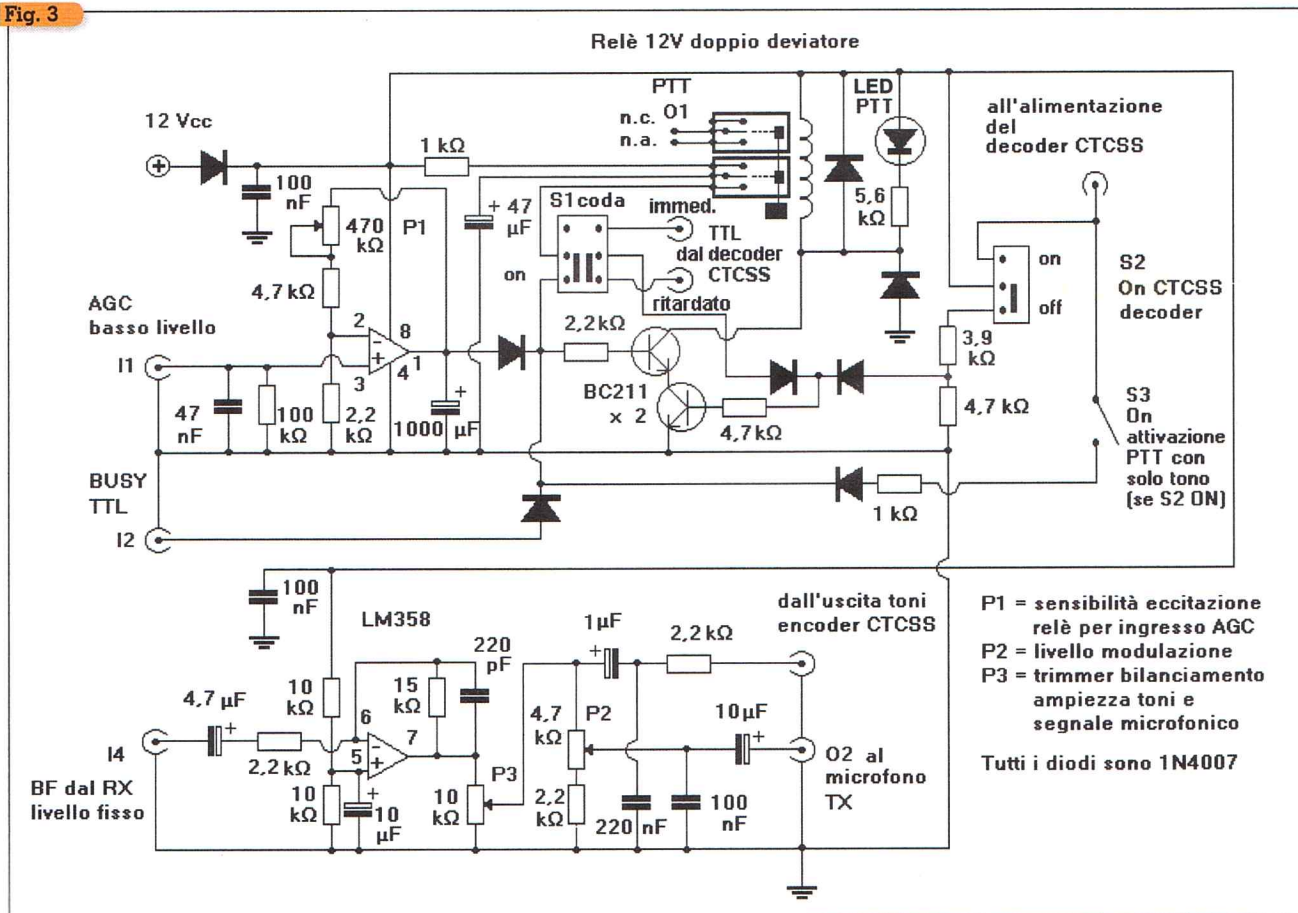 Fig. 3
Relè 12V doppio deviatore
PTT
O1
n.c.
n.a.
LED
PTT
all'alimentazione
del
decoder CTCSS
12 Vcc
1 kΩ
100
nF
470
kΩ
P1
+ 47
µF
S1coda
immed.
TTL
dal decoder
CTCSS
on
ritardato
5,6
kΩ
on
off
S2
On CTCSS
decoder
4,7 kΩ
AGC
basso livello
2
8
-
+
1
3
4
2,2 kΩ
3,9
kΩ
I1
BC211
x 2
47
nF
100
kΩ
2,2
kΩ
+
1000 µF
4,7 kΩ
4,7 kΩ
S3
On
attivazione
PTT con
solo tono
(se S2 ON)
BUSY
TTL
1 kΩ
I2
100
nF
LM358
220
pF
1µF
+
2,2 kΩ
dall'uscita toni
encoder CTCSS
P1 = sensibilità eccitazione
relè per ingresso AGC
P2 = livello modulazione
P3 = trimmer bilanciamento
ampiezza toni e
segnale microfonico
4,7 µF
+
10
kΩ
15
kΩ
6
-
7
5
+
4,7
kΩ
P2
10µF
+
I4
2,2 kΩ
P3
O2 al
microfono
TX
Tutti i diodi sono 1N4007
BF dal RX
livello fisso
10
kΩ
+
10
µF
10
kΩ
2,2
kΩ
220 nF
100
nF